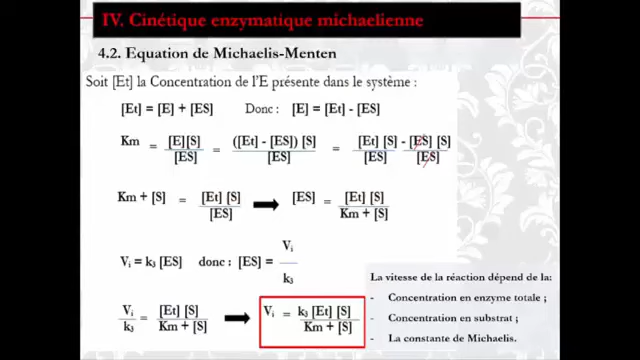 IV. Cinétique enzymatique michaelienne
4.2. Equation de Michaelis-Menten
Soit [Et] la Concentration de l'E présente dans le système :
[Et] = [E] + [ES] Donc : [E] = [Et] - [ES]
Km = [E][S] / [ES] = ([Et] - [ES]) [S] / [ES] = [Et] [S] / [ES] - [ES] [S] / [ES]
Km + [S] = [Et] [S] / [ES] ➡ [ES] = [Et] [S] / Km + [S]
Vi = k3 [ES] donc : [ES] = Vi / k3
Vi / k3 = [Et] [S] / Km + [S] ➡ Vi = k3 [Et] [S] / Km + [S]
La vitesse de la réaction dépend de la:
- Concentration en enzyme totale ;
- Concentration en substrat ;
- La constante de Michaelis.